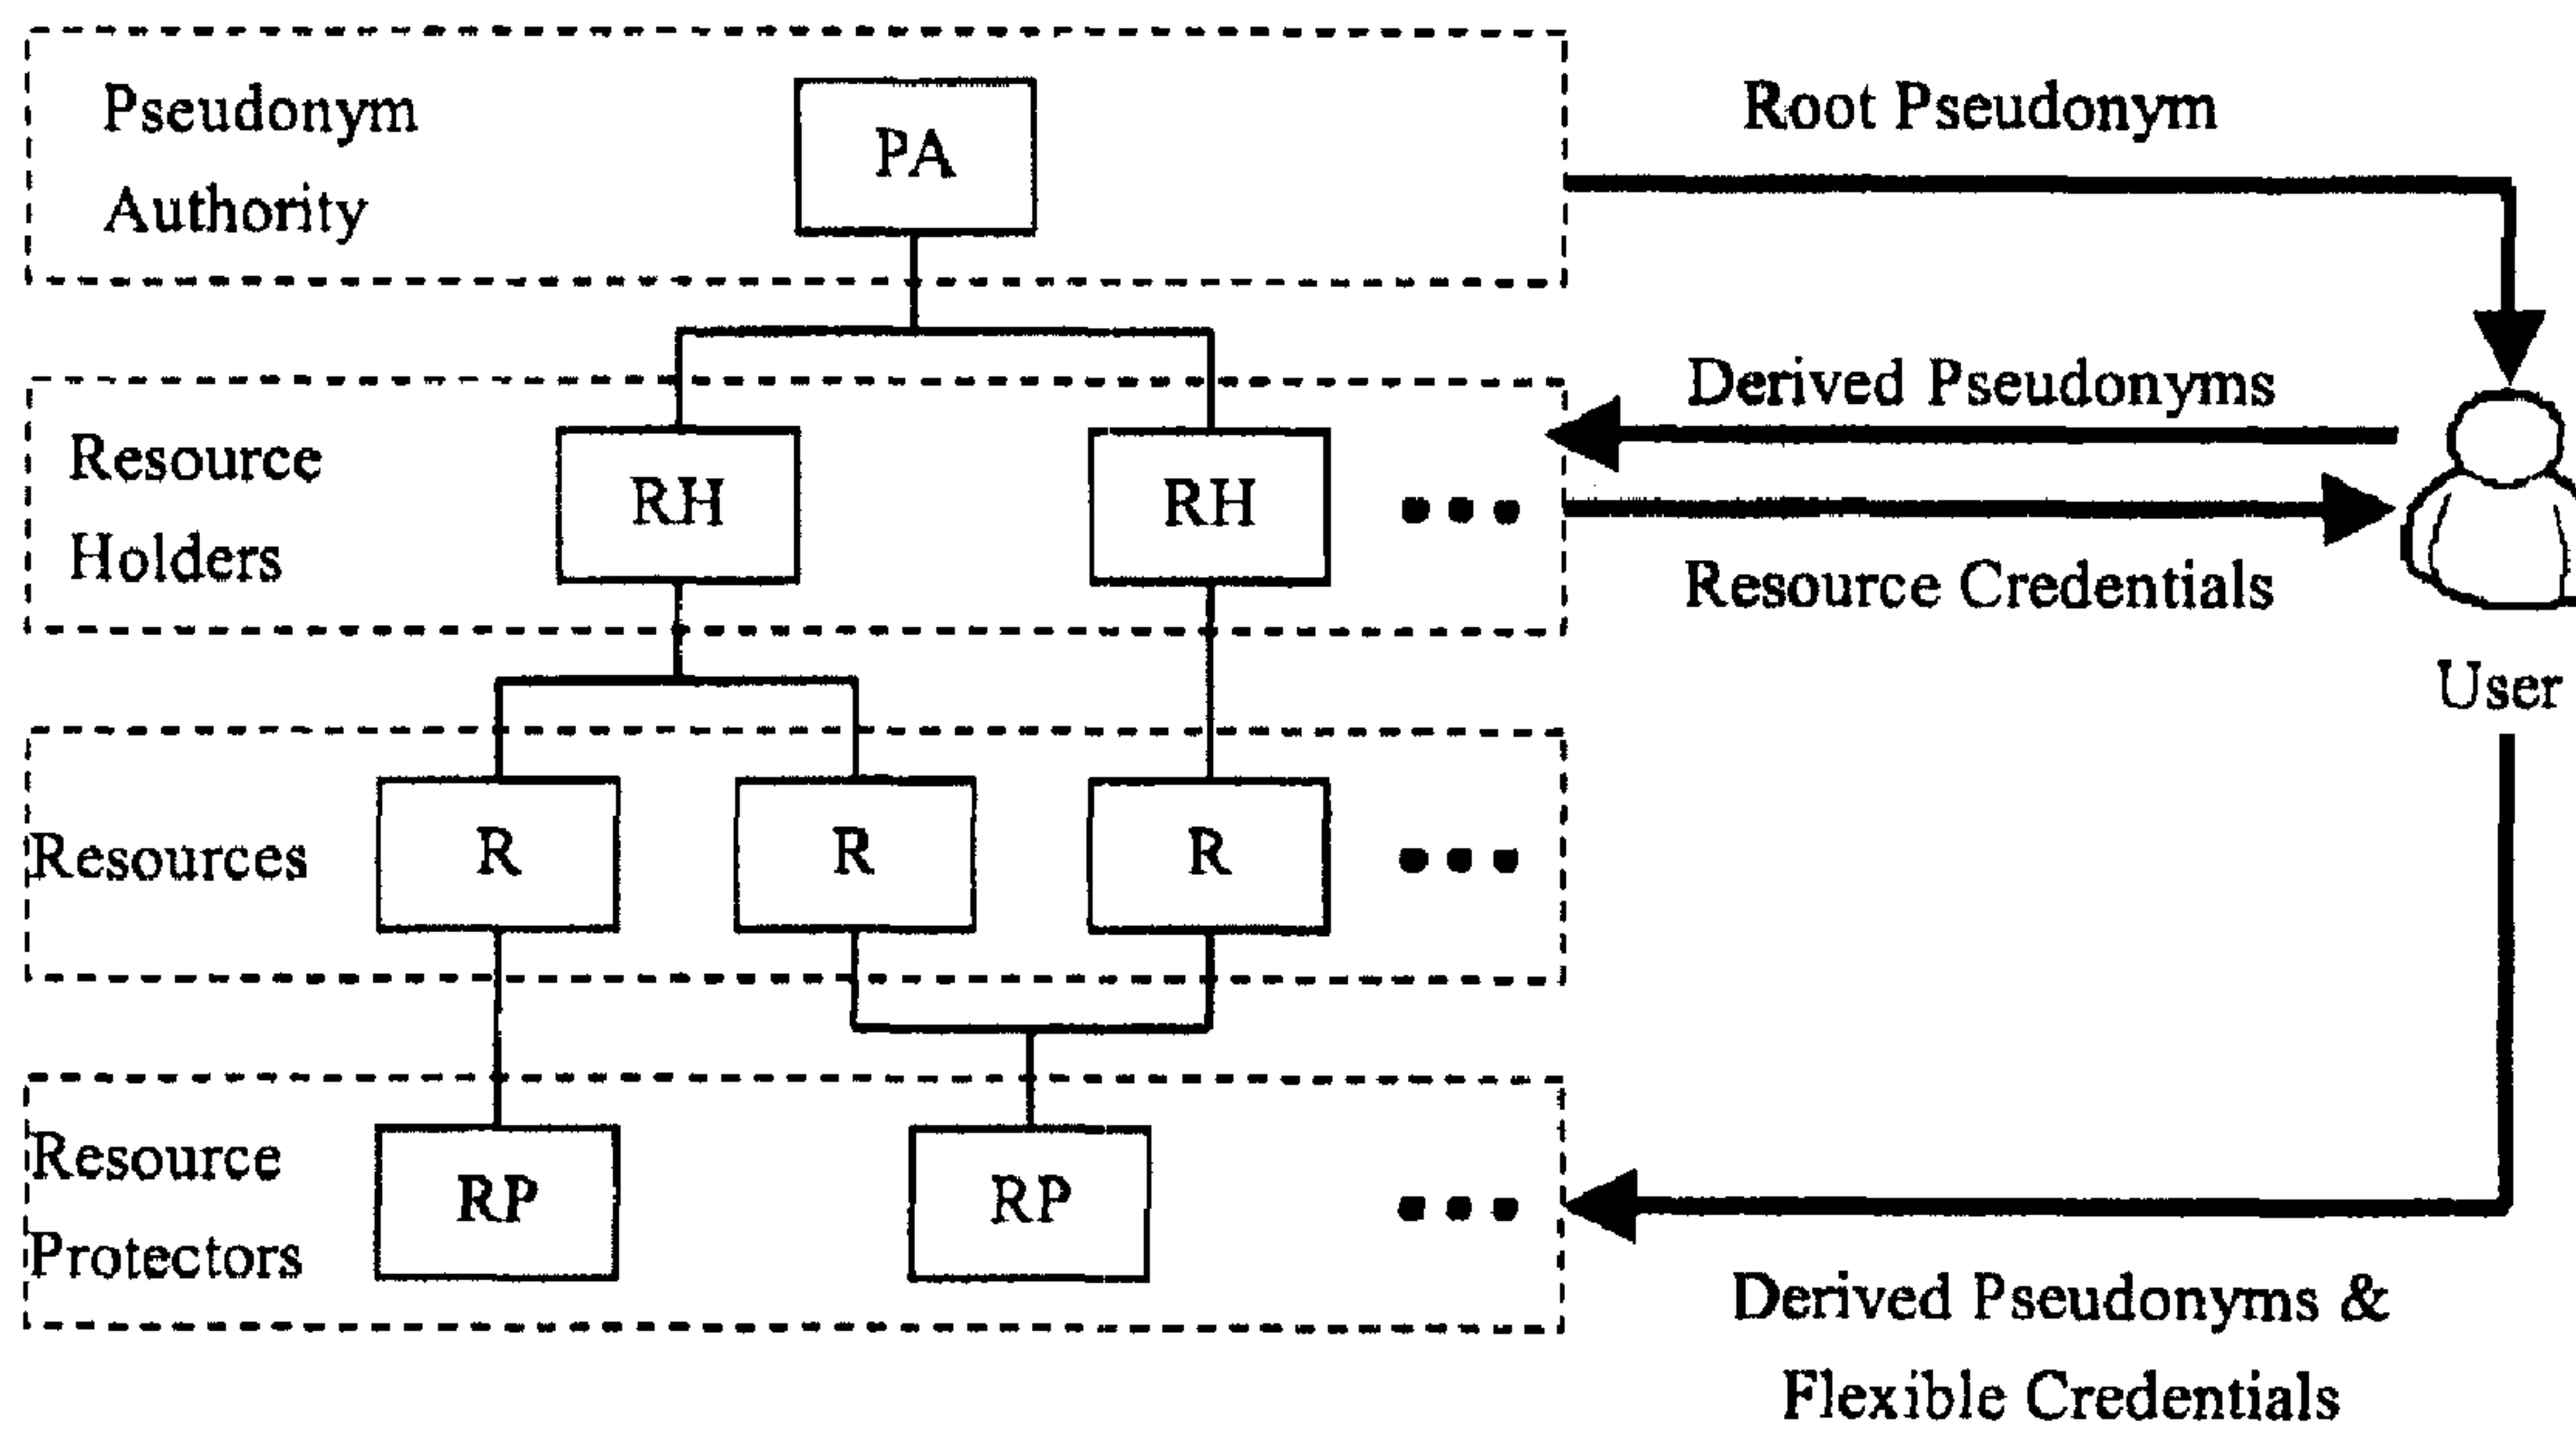 Pseudonym
Authority
PA
Root Pseudonym
Resource
Holders
RH
RH
Derived Pseudonyms
Resource Credentials
User
Resources
R
R
R
Resource
Protectors
RP
RP
Derived Pseudonyms &
Flexible Credentials